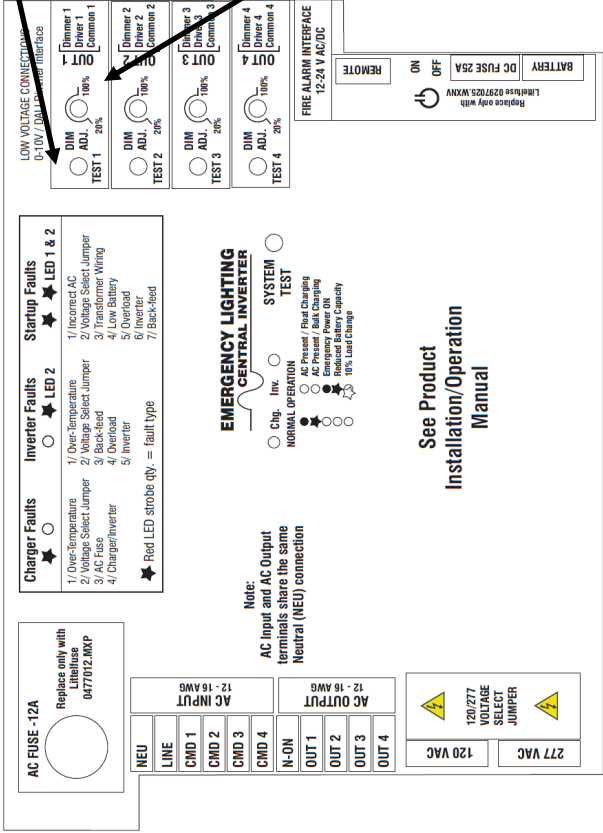 AC FUSE -12A
Replace only with
Littelfuse
0477012.MXP
NEU
LINE
CMD 1
CMD 2
CMD 3
CMD 4
N-ON
OUT 1
OUT 2
OUT 3
OUT 4
AC INPUT
12 - 16 AWG
AC OUTPUT
12 - 16 AWG
120 VAC
277 VAC
120/277
VOLTAGE
SELECT
JUMPER
Charger Faults
1/ Over-Temperature
2/ Voltage Select Jumper
3/ AC Fuse
4/ Charger/Inverter
Inverter Faults
LED 2
1/ Over-Temperature
2/ Voltage Select Jumper
3/ Back-feed
4/ Overload
5/ Inverter
Startup Faults
LED 1 & 2
1/ Incorrect AC
2/ Voltage Select Jumper
3/ Transformer Wiring
4/ Low Battery
5/ Overload
6/ Inverter
7/ Back-feed
Red LED strobe qty. = fault type
Note:
AC Input and AC Output
terminals share the same
Neutral (NEU) connection
EMERGENCY LIGHTING
CENTRAL INVERTER
Chg. Inv. SYSTEM
TEST
NORMAL OPERATION
AC Present / Float Charging
AC Present / Bulk Charging
Emergency Power ON
Reduced Battery Capacity
10% Load Change
See Product
Installation/Operation
Manual
LOW VOLTAGE CONNECTIONS
0-10V / DALI Dimmer Interface
TEST 1
DIM
ADJ.
20%
100%
OUT 1
Dimmer 1
Driver 1
Common 1
TEST 2
DIM
ADJ.
20%
100%
OUT 2
Dimmer 2
Driver 2
Common 2
TEST 3
DIM
ADJ.
20%
100%
OUT 3
Dimmer 3
Driver 3
Common 3
TEST 4
DIM
ADJ.
20%
100%
OUT 4
Dimmer 4
Driver 4
Common 4
FIRE ALARM INTERFACE
12-24 V AC/DC
REMOTE
ON
OFF
DC FUSE 25A
BATTERY
Replace only with
Littelfuse 0297025.WXNV